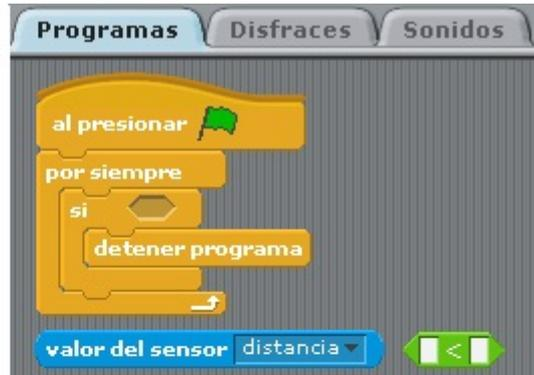 Programas Disfraces Sonidos
al presionar
por siempre
si
detener programa
valor del sensor distancia <